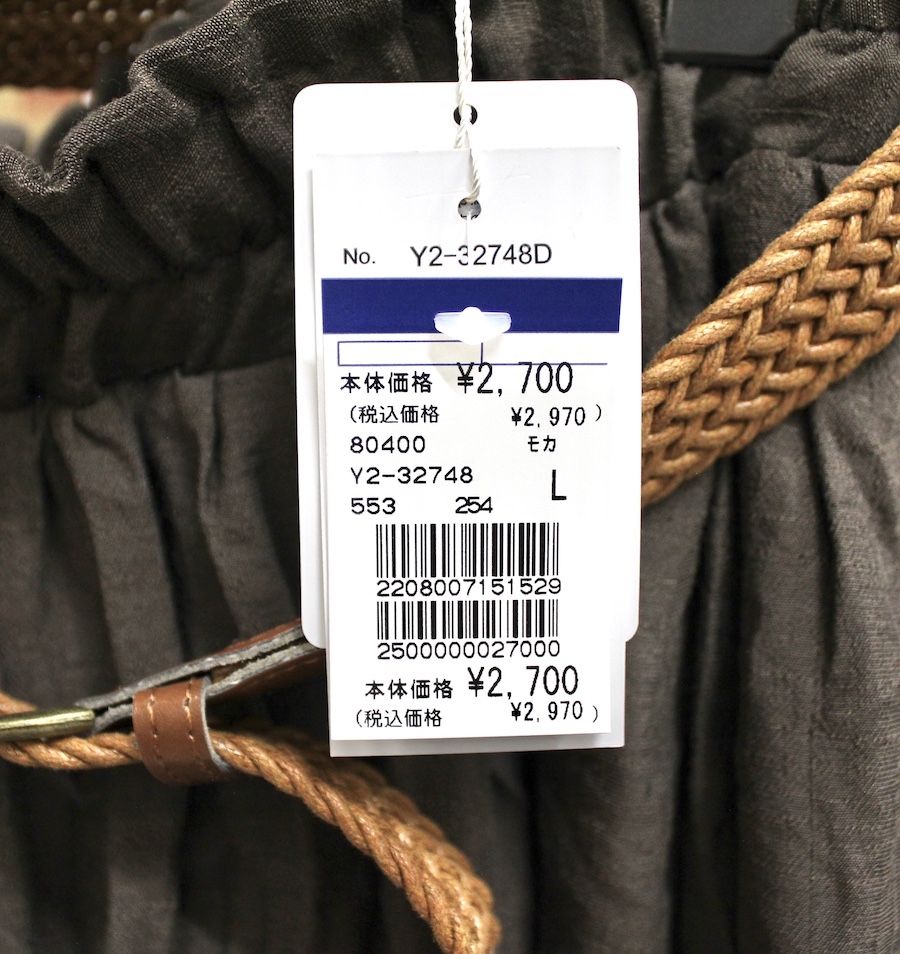 No. Y2-32748D
本体価格 ¥2,700
(税込価格 ¥2,970)
80400 モカ
Y2-32748 L
553 254
2208007151529
2500000027000
本体価格 ¥2,700
(税込価格 ¥2,970)